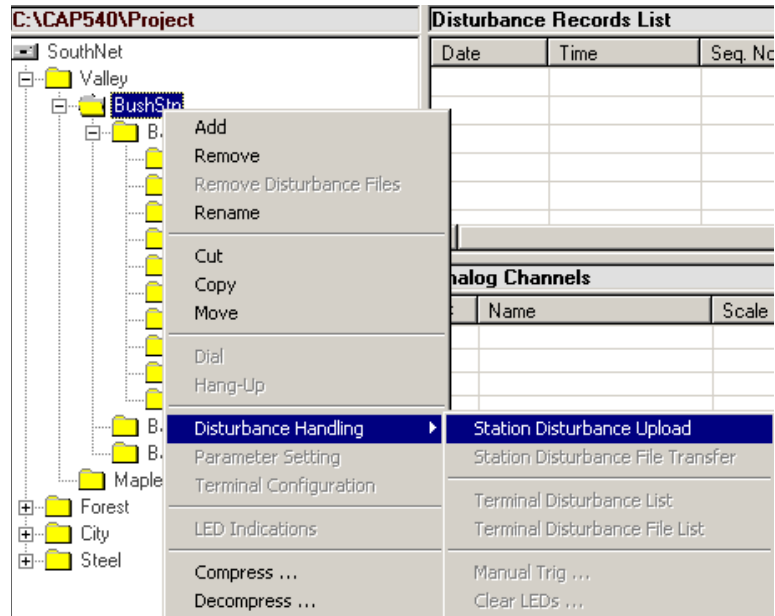 C:\CAP540\Project
SouthNet
Valley
BushStn
B
B
B
Maple
Forest
City
Steel
Add
Remove
Remove Disturbance Files
Rename
Cut
Copy
Move
Dial
Hang-Up
Disturbance Handling
Parameter Setting
Terminal Configuration
LED Indications
Compress ...
Decompress ...
Station Disturbance Upload
Station Disturbance File Transfer
Terminal Disturbance List
Terminal Disturbance File List
Manual Trig ...
Clear LEDs ...
Disturbance Records List
Date Time Seq. No
nalog Channels
Name Scale